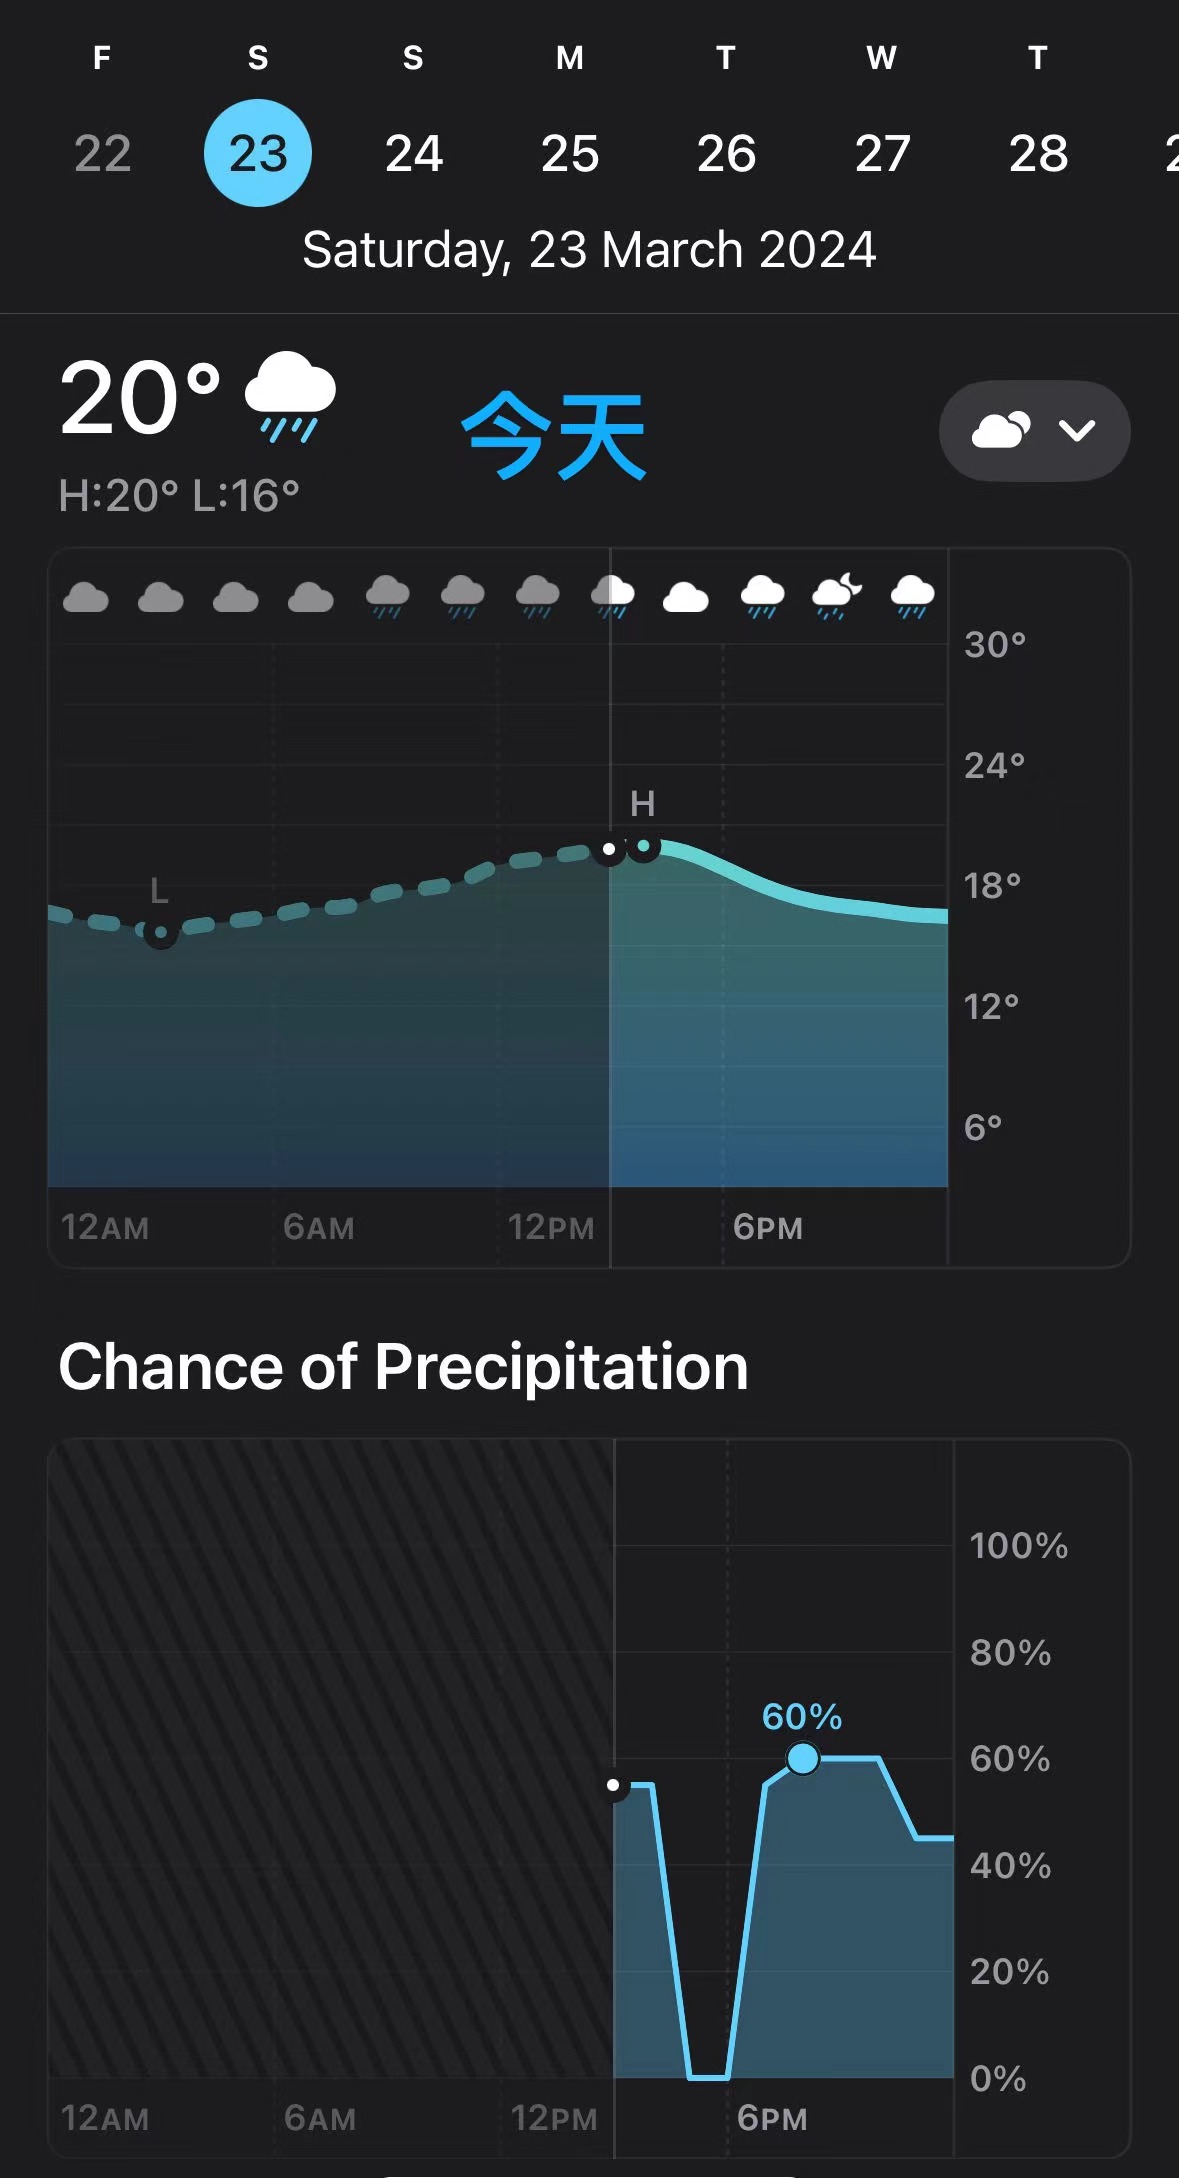 F S S M T W T
22 23 24 25 26 27 28
Saturday, 23 March 2024
20°
今天
H:20° L:16°
30°
24°
H
18°
L
12°
6°
12AM 6AM 12PM 6PM
Chance of Precipitation
100%
80%
60%
60%
40%
20%
0%
12AM 6AM 12PM 6PM